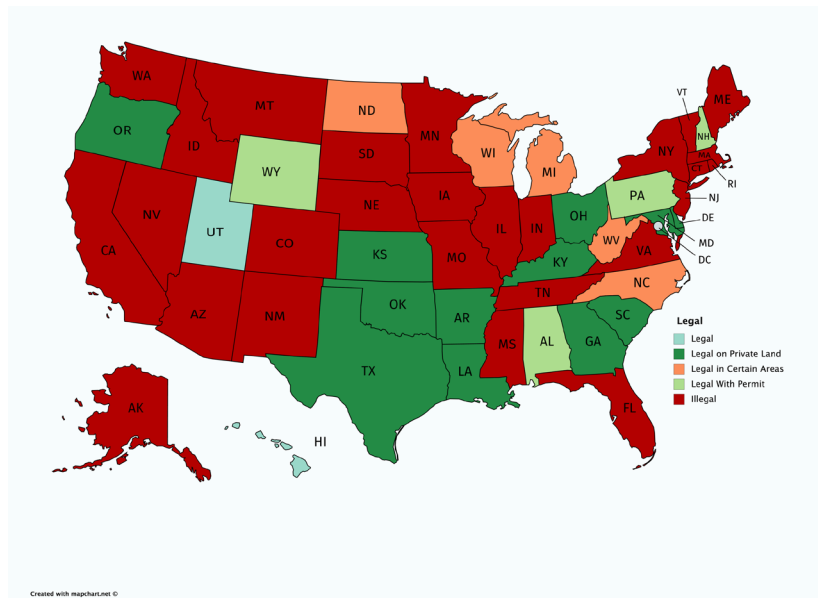 WA
OR
ID
MT
ND
MN
WI
MI
SD
WY
NV
UT
CA
CO
NE
IA
IL
IN
OH
PA
NY
VT
NH
ME
MA
CT
RI
NJ
DE
MD
DC
WV
VA
KS
MO
KY
NC
TN
SC
AZ
NM
OK
AR
TX
LA
MS
AL
GA
FL
AK
HI
Legal
Legal
Legal on Private Land
Legal in Certain Areas
Legal With Permit
Illegal
Created with mapchart.net ©